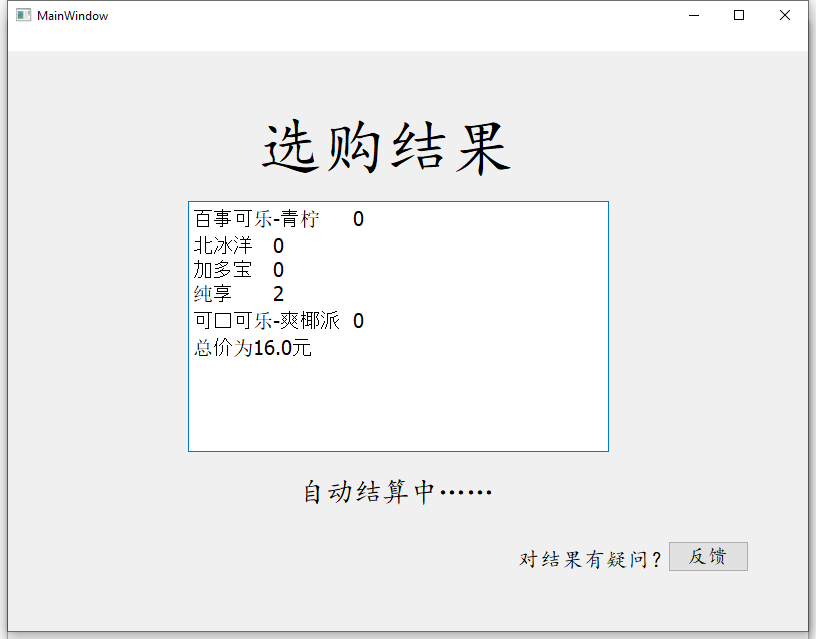 MainWindow
选购结果
百事可乐-青柠 0
北冰洋 0
加多宝 0
纯享 2
可□可乐-爽椰派 0
总价为16.0元
自动结算中……
对结果有疑问？ 反馈